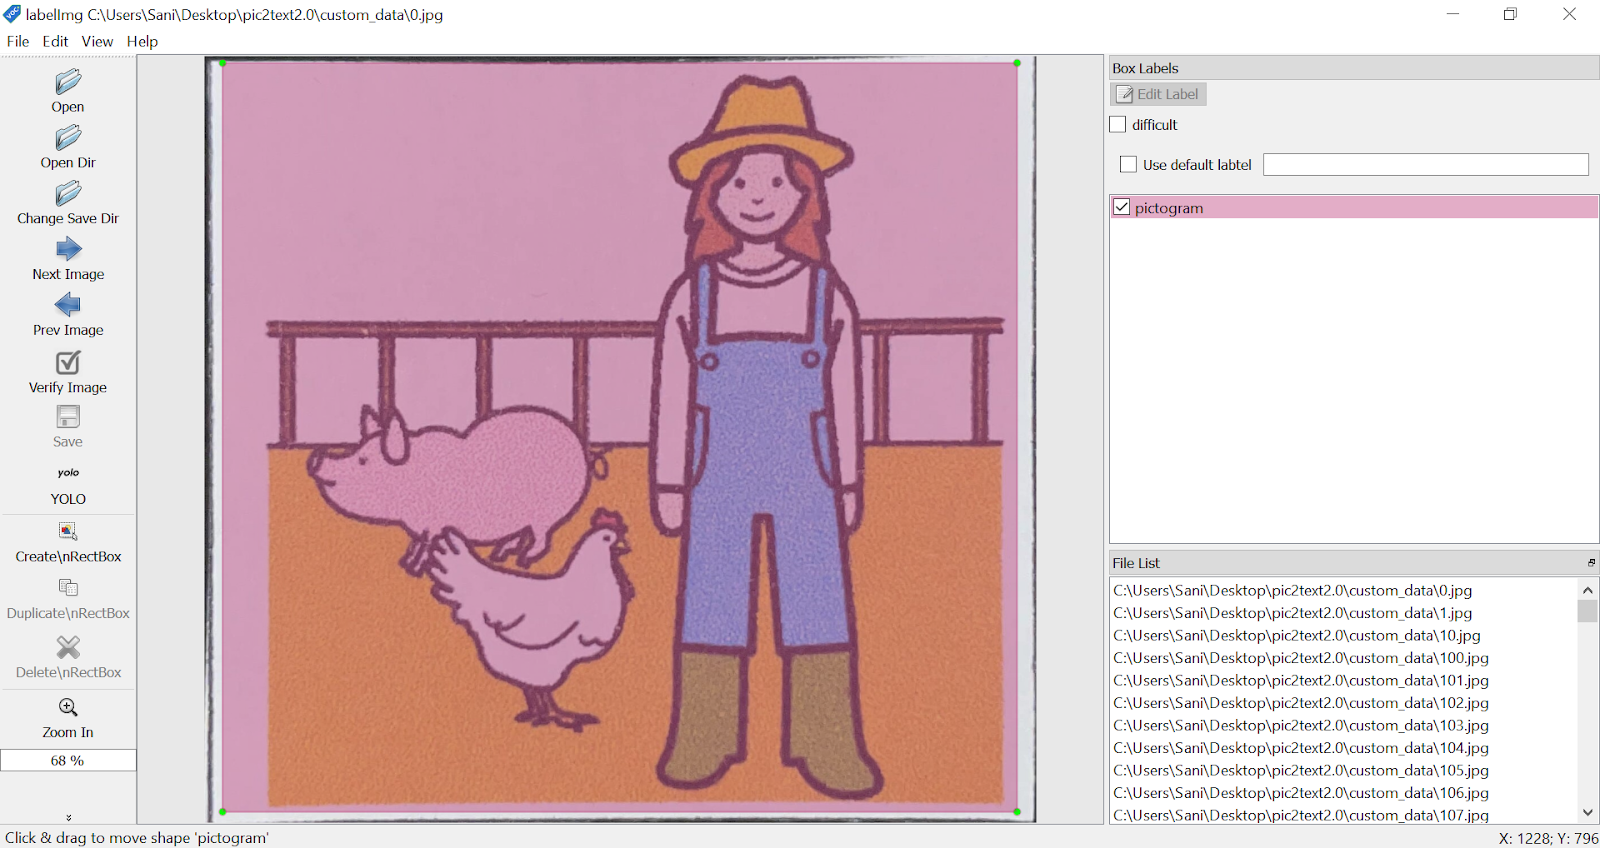 VOC labelImg C:\Users\Sani\Desktop\pic2text2.0\custom_data\0.jpg
File Edit View Help
Open
Open Dir
Change Save Dir
Next Image
Prev Image
Verify Image
Save
yolo
YOLO
Create\nRectBox
Duplicate\nRectBox
Delete\nRectBox
Zoom In
68 %
Box Labels
Edit Label
difficult
Use default labtel
pictogram
File List
C:\Users\Sani\Desktop\pic2text2.0\custom_data\0.jpg
C:\Users\Sani\Desktop\pic2text2.0\custom_data\1.jpg
C:\Users\Sani\Desktop\pic2text2.0\custom_data\10.jpg
C:\Users\Sani\Desktop\pic2text2.0\custom_data\100.jpg
C:\Users\Sani\Desktop\pic2text2.0\custom_data\101.jpg
C:\Users\Sani\Desktop\pic2text2.0\custom_data\102.jpg
C:\Users\Sani\Desktop\pic2text2.0\custom_data\103.jpg
C:\Users\Sani\Desktop\pic2text2.0\custom_data\104.jpg
C:\Users\Sani\Desktop\pic2text2.0\custom_data\105.jpg
C:\Users\Sani\Desktop\pic2text2.0\custom_data\106.jpg
C:\Users\Sani\Desktop\pic2text2.0\custom_data\107.jpg
Click & drag to move shape 'pictogram'
X: 1228; Y: 796